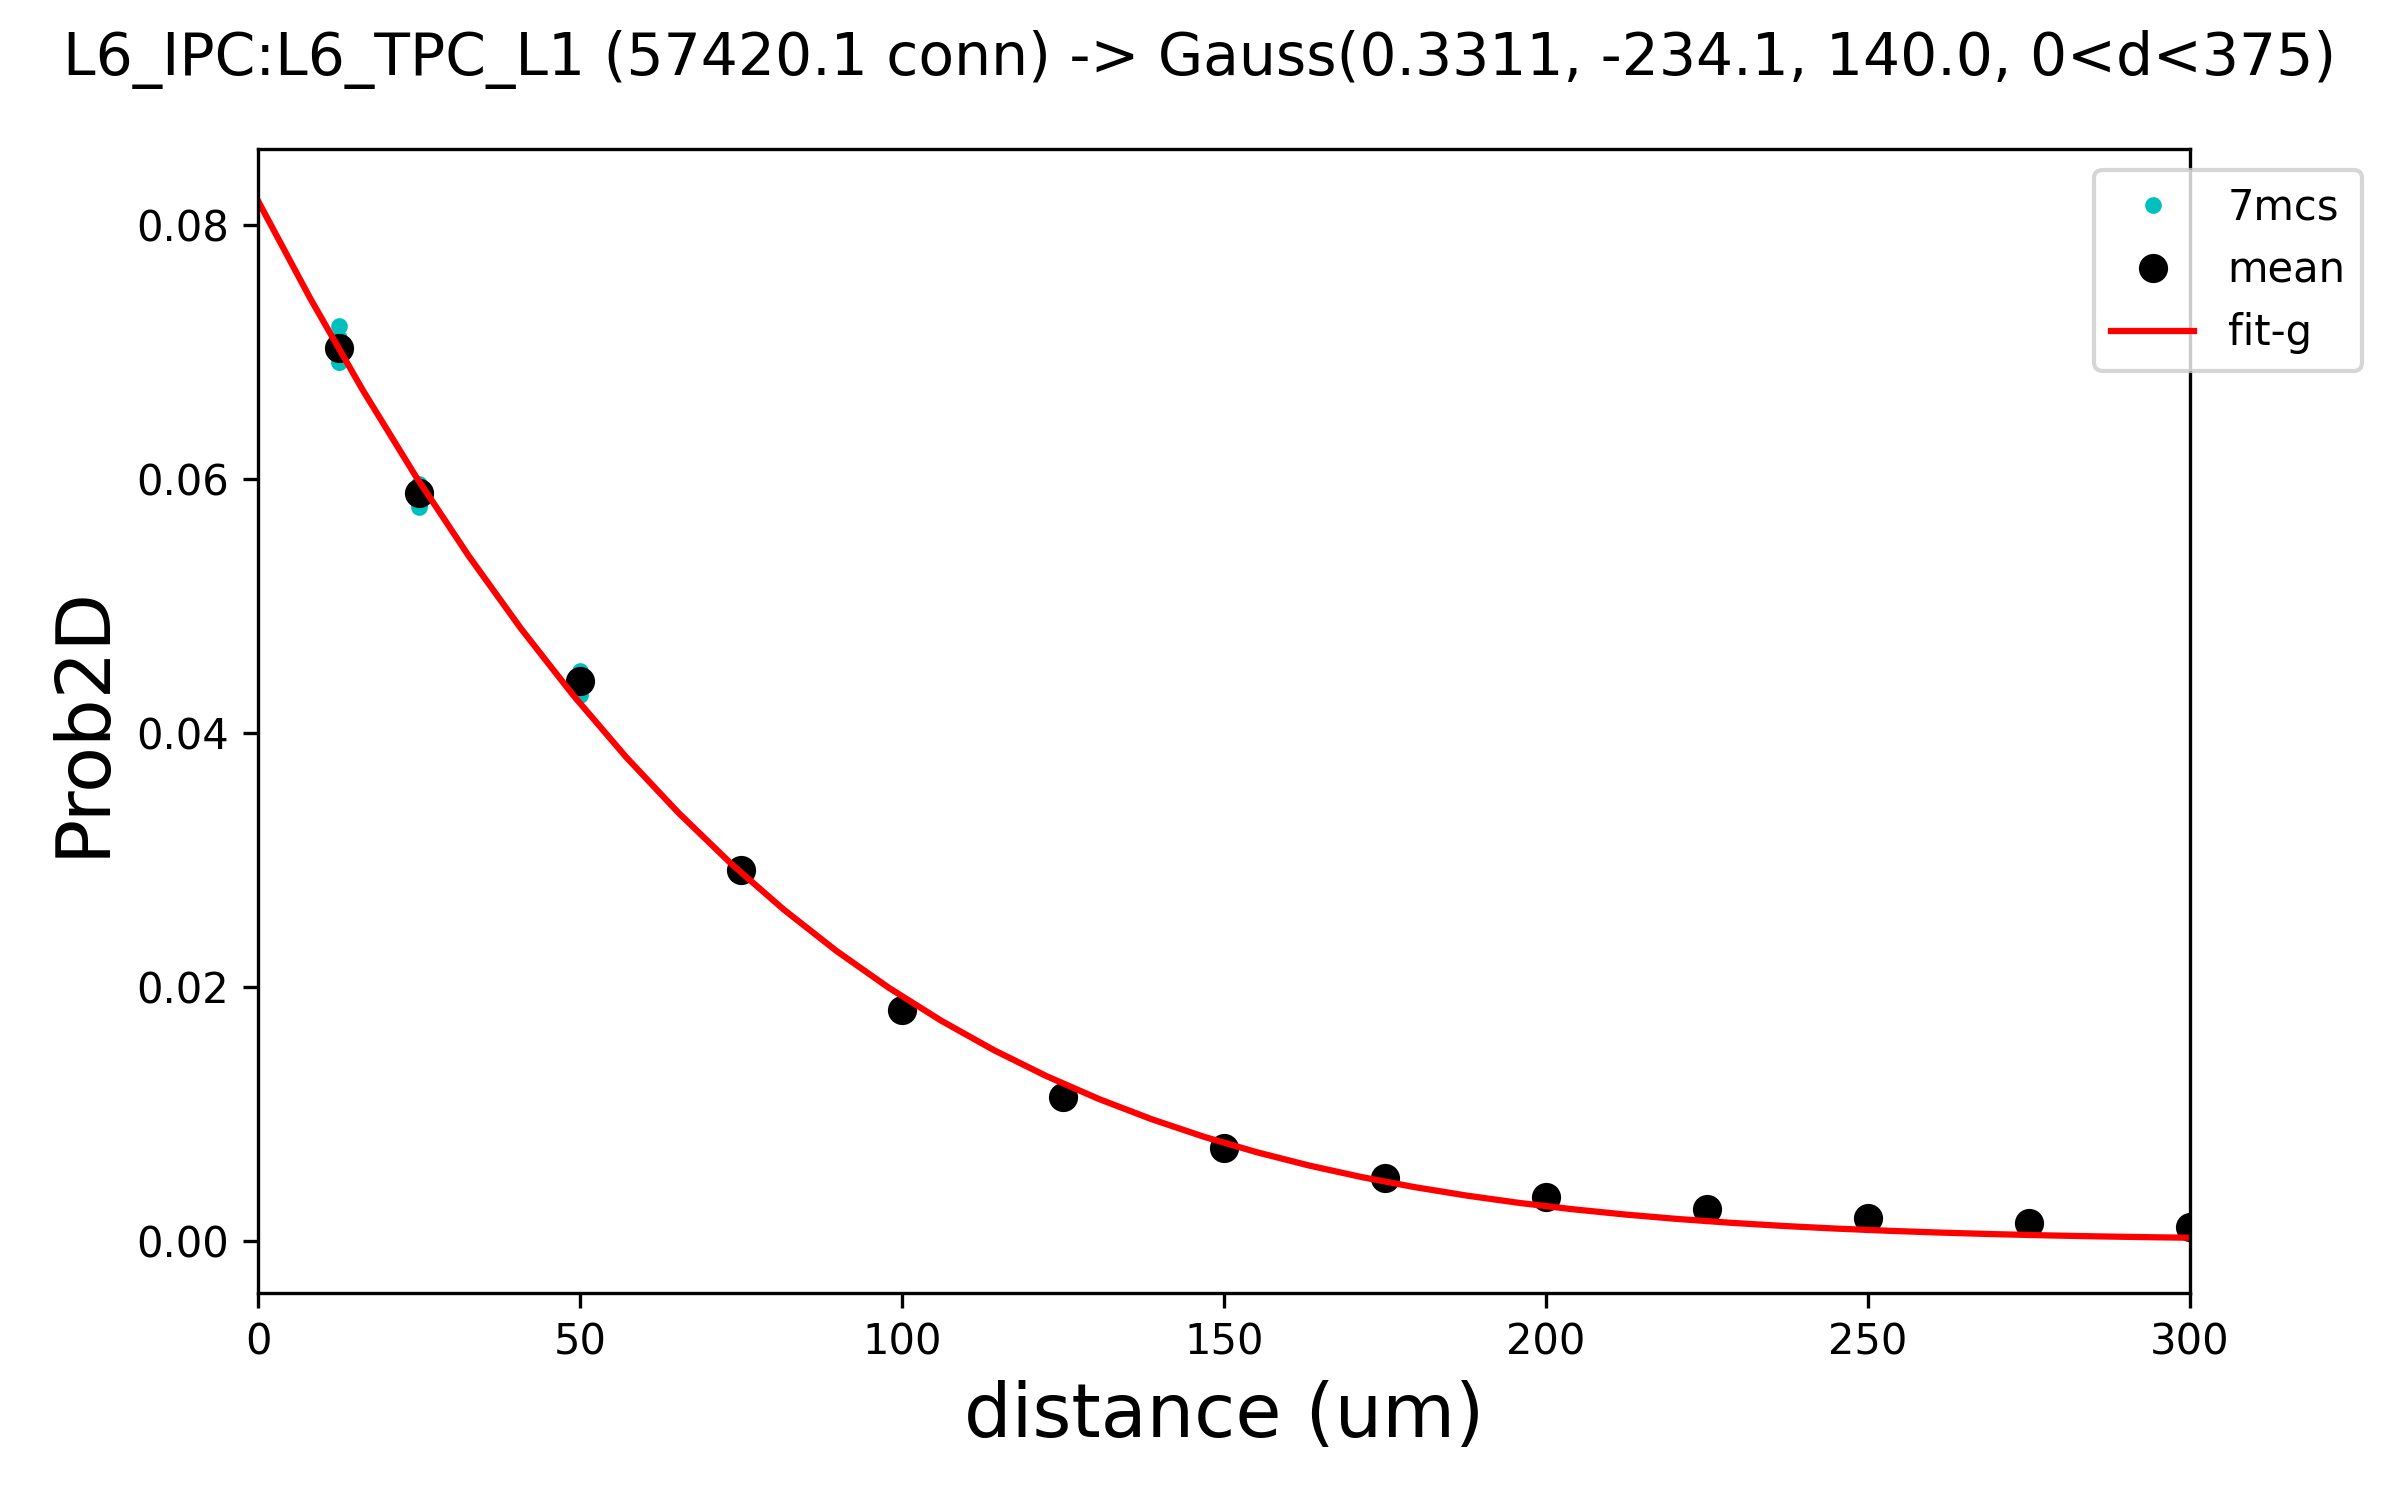 L6_IPC:L6_TPC_L1 (57420.1 conn) -> Gauss(0.3311, -234.1, 140.0, 0<d<375)
7mcs
mean
fit-g
Prob2D
0.08
0.06
0.04
0.02
0.00
0 50 100 150 200 250 300
distance (um)